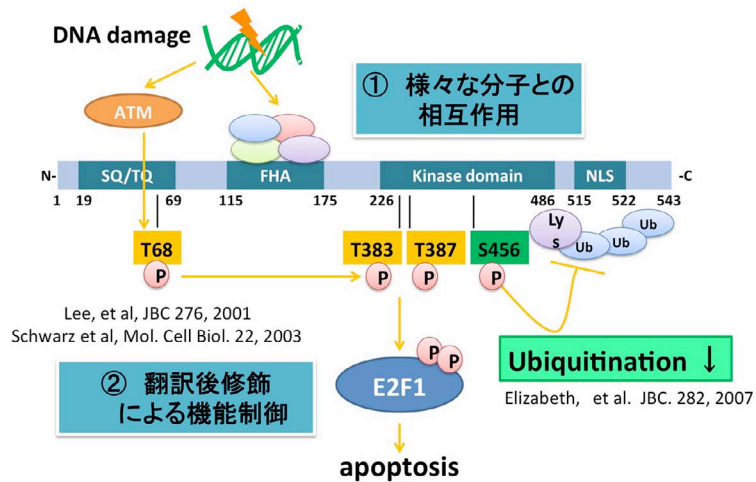 DNA damage
① 様々な分子との
相互作用
ATM
N- SQ/TQ FHA Kinase domain NLS -C
1 19 69 115 175 226 486 515 522 543
Lys
Ub Ub Ub
T68 T383 T387 S456
P P P P
Lee, et al, JBC 276, 2001
Schwarz et al, Mol. Cell Biol. 22, 2003
P P
② 翻訳後修飾
による機能制御
E2F1
Ubiquitination ↓
Elizabeth, et al. JBC. 282, 2007
apoptosis